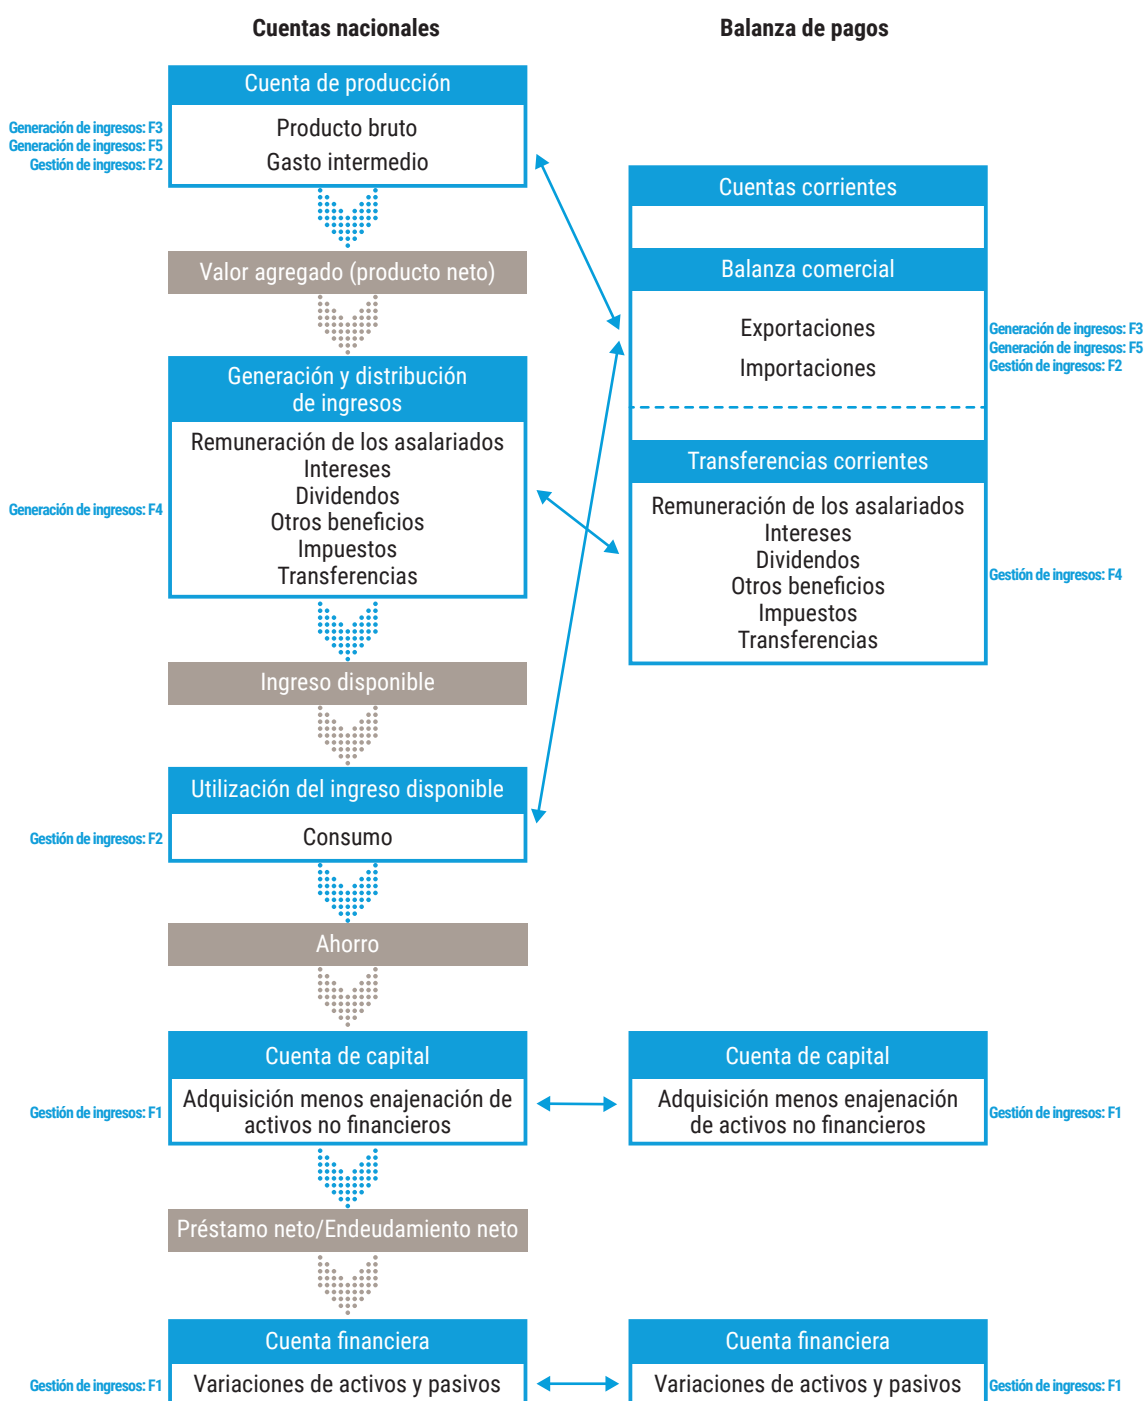 Cuentas nacionales
Balanza de pagos
Cuenta de producción
Generación de ingresos: F3
Generación de ingresos: F5
Gestión de ingresos: F2
Producto bruto
Gasto intermedio
Valor agregado (producto neto)
Generación y distribución
de ingresos
Generación de ingresos: F4
Remuneración de los asalariados
Intereses
Dividendos
Otros beneficios
Impuestos
Transferencias
Ingreso disponible
Utilización del ingreso disponible
Gestión de ingresos: F2
Consumo
Ahorro
Cuenta de capital
Gestión de ingresos: F1
Adquisición menos enajenación de
activos no financieros
Préstamo neto/Endeudamiento neto
Cuenta financiera
Gestión de ingresos: F1
Variaciones de activos y pasivos
Cuentas corrientes
Balanza comercial
Exportaciones
Importaciones
Generación de ingresos: F3
Generación de ingresos: F5
Gestión de ingresos: F2
Transferencias corrientes
Remuneración de los asalariados
Intereses
Dividendos
Otros beneficios
Impuestos
Transferencias
Gestión de ingresos: F4
Cuenta de capital
Adquisición menos enajenación
de activos no financieros
Gestión de ingresos: F1
Cuenta financiera
Variaciones de activos y pasivos
Gestión de ingresos: F1